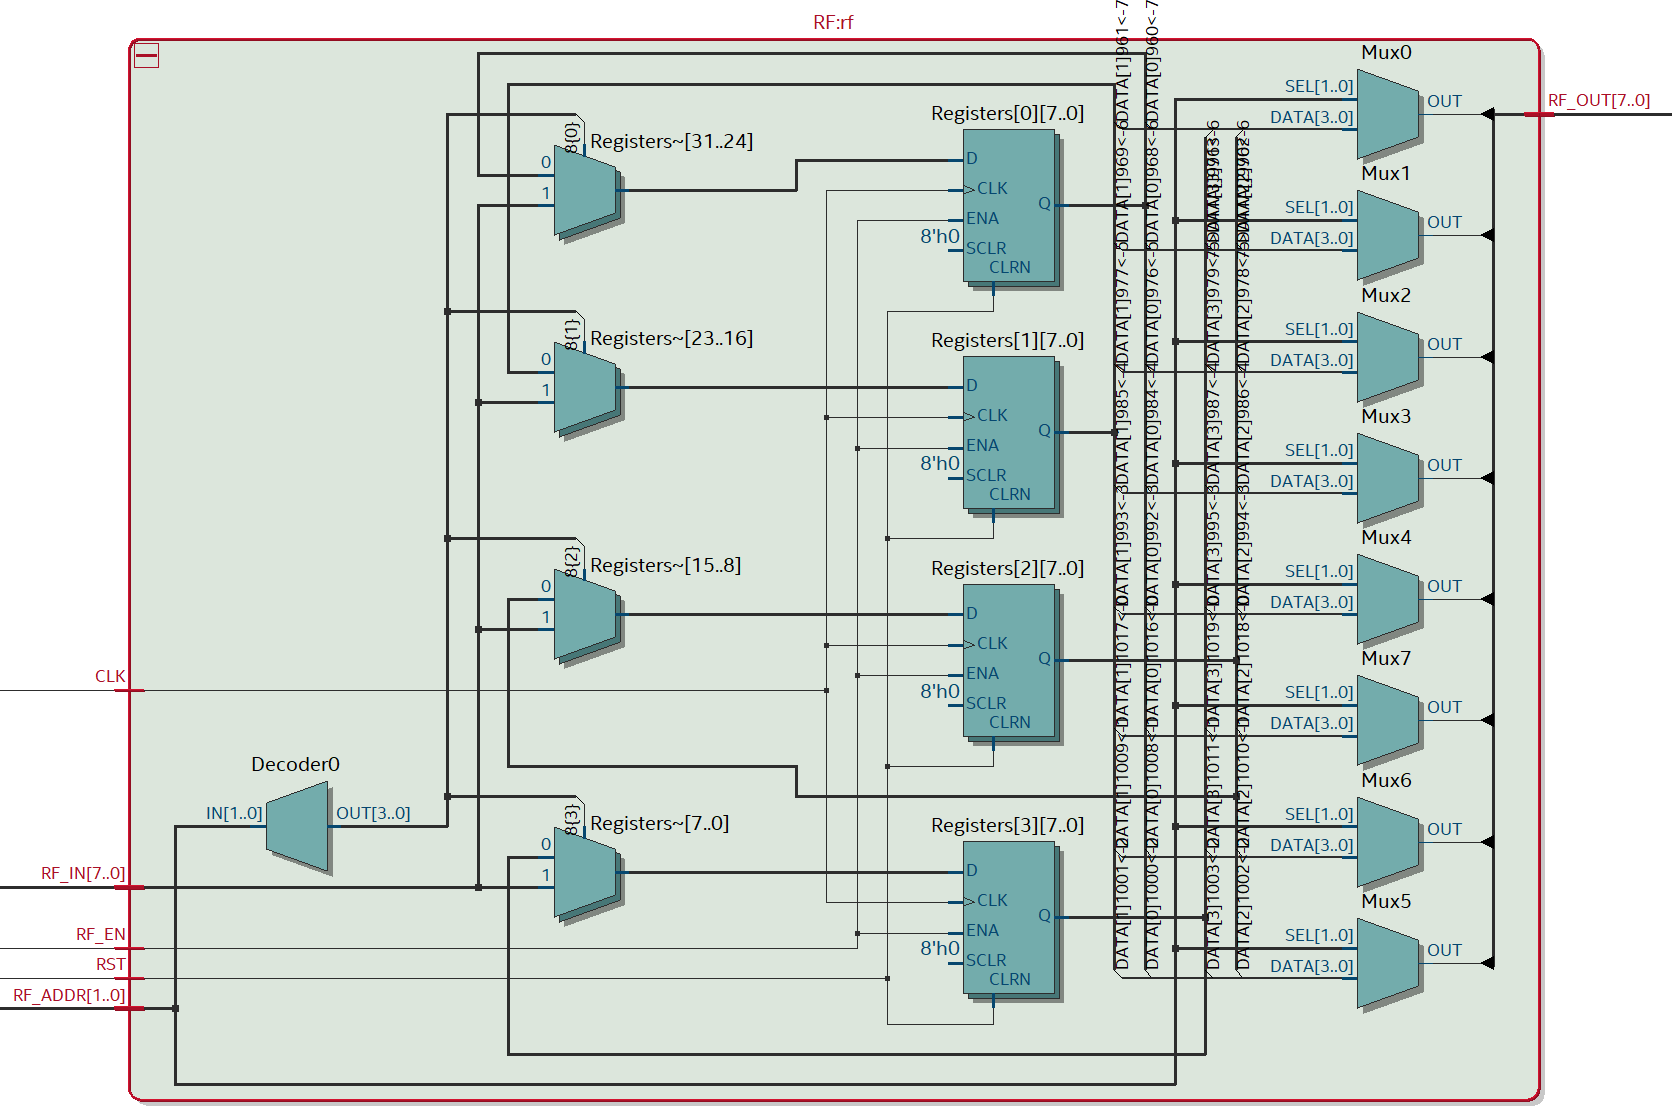 RF:rf
Mux0
SEL[1..0]
DATA[3..0]
OUT
RF_OUT[7..0]
Registers[0][7..0]
D
CLK
ENA
8'h0
SCLR
CLRN
Q
8{0}
Registers~[31..24]
0
1
Mux1
SEL[1..0]
DATA[3..0]
OUT
Mux2
SEL[1..0]
DATA[3..0]
OUT
8{1}
Registers~[23..16]
0
1
Registers[1][7..0]
D
CLK
ENA
8'h0
SCLR
CLRN
Q
Mux3
SEL[1..0]
DATA[3..0]
OUT
Mux4
SEL[1..0]
DATA[3..0]
OUT
8{2}
Registers~[15..8]
0
1
Registers[2][7..0]
D
CLK
ENA
8'h0
SCLR
CLRN
Q
Mux7
SEL[1..0]
DATA[3..0]
OUT
CLK
Decoder0
IN[1..0]
OUT[3..0]
Mux6
SEL[1..0]
DATA[3..0]
OUT
8{3}
Registers~[7..0]
0
1
Registers[3][7..0]
D
CLK
ENA
8'h0
SCLR
CLRN
Q
Mux5
SEL[1..0]
DATA[3..0]
OUT
RF_IN[7..0]
RF_EN
RST
RF_ADDR[1..0]
DATA[1]961<-7
DATA[0]960<-7
DATA[1]969<-6
DATA[0]968<-6
DATA[1]977<-5
DATA[0]976<-5
DATA[3]979<-5
DATA[2]978<-5
DATA[1]985<-4
DATA[0]984<-4
DATA[3]987<-4
DATA[2]986<-4
DATA[1]993<-3
DATA[0]992<-3
DATA[3]995<-3
DATA[2]994<-3
DATA[1]1017<-0
DATA[0]1016<-0
DATA[3]1019<-0
DATA[2]1018<-0
DATA[1]1009<-1
DATA[0]1008<-1
DATA[3]1011<-1
DATA[2]1010<-1
DATA[1]1001<-2
DATA[0]1000<-2
DATA[3]1003<-2
DATA[2]1002<-2